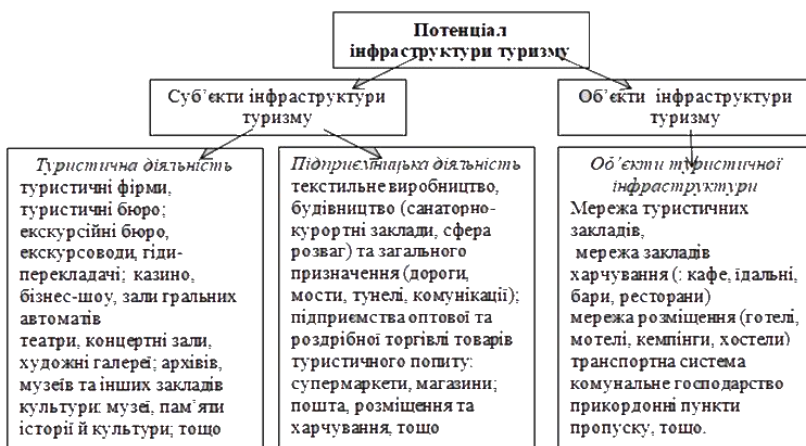 Потенціал
інфраструктури туризму
Суб’єкти інфраструктури
туризму
Об’єкти інфраструктури
туризму
Туристична діяльність
туристичні фірми,
туристичні бюро;
екскурсійні бюро,
екскурсоводи, гіди-
перекладачі; казино,
бізнес-шоу, зали гральних
автоматів
театри, концертні зали,
художні галереї; архівів,
музеїв та інших закладів
культури: музеї, пам’яти
історії й культури; тощо
Підприємницька діяльність
текстильне виробництво,
будівництво (санаторно-
курортні заклади, сфера
розваг) та загального
призначення (дороги,
мости, тунелі, комунікації);
підприємства оптової та
роздрібної торгівлі товарів
туристичного попиту:
супермаркети, магазини;
пошта, розміщення та
харчування, тощо
Об’єкти туристичної
інфраструктури
Мережа туристичних
закладів,
мережа закладів
харчування (: кафе, їдальні,
бари, ресторани)
мережа розміщення (готелі,
мотелі, кемпінги, хостели)
транспортна система
комунальне господарство
прикордонні пункти
пропуску, тощо.